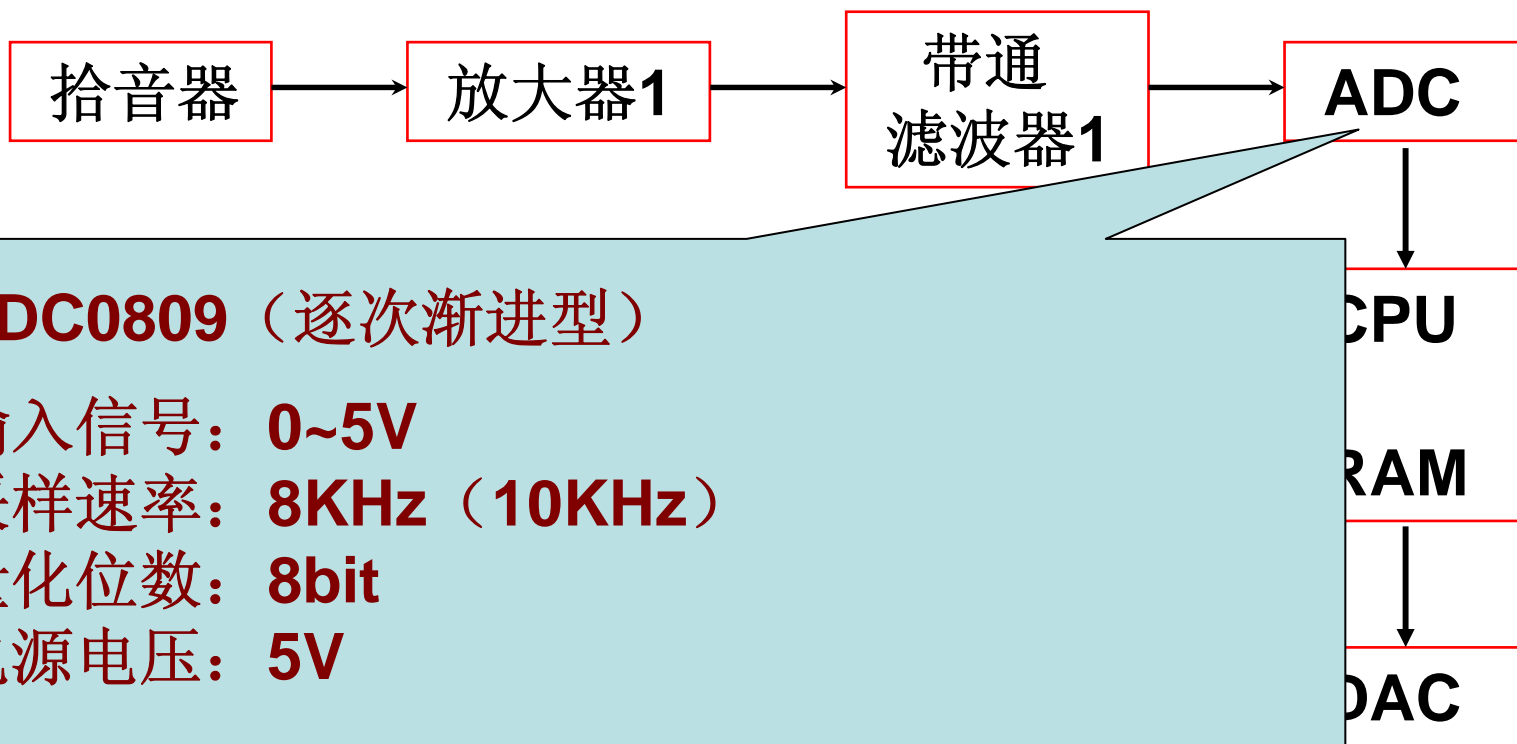 拾音器
放大器1
带通
滤波器1
ADC
DC0809（逐次渐进型）
入信号：0~5V
样速率：8KHz（10KHz）
化位数：8bit
源电压：5V
CPU
RAM
DAC